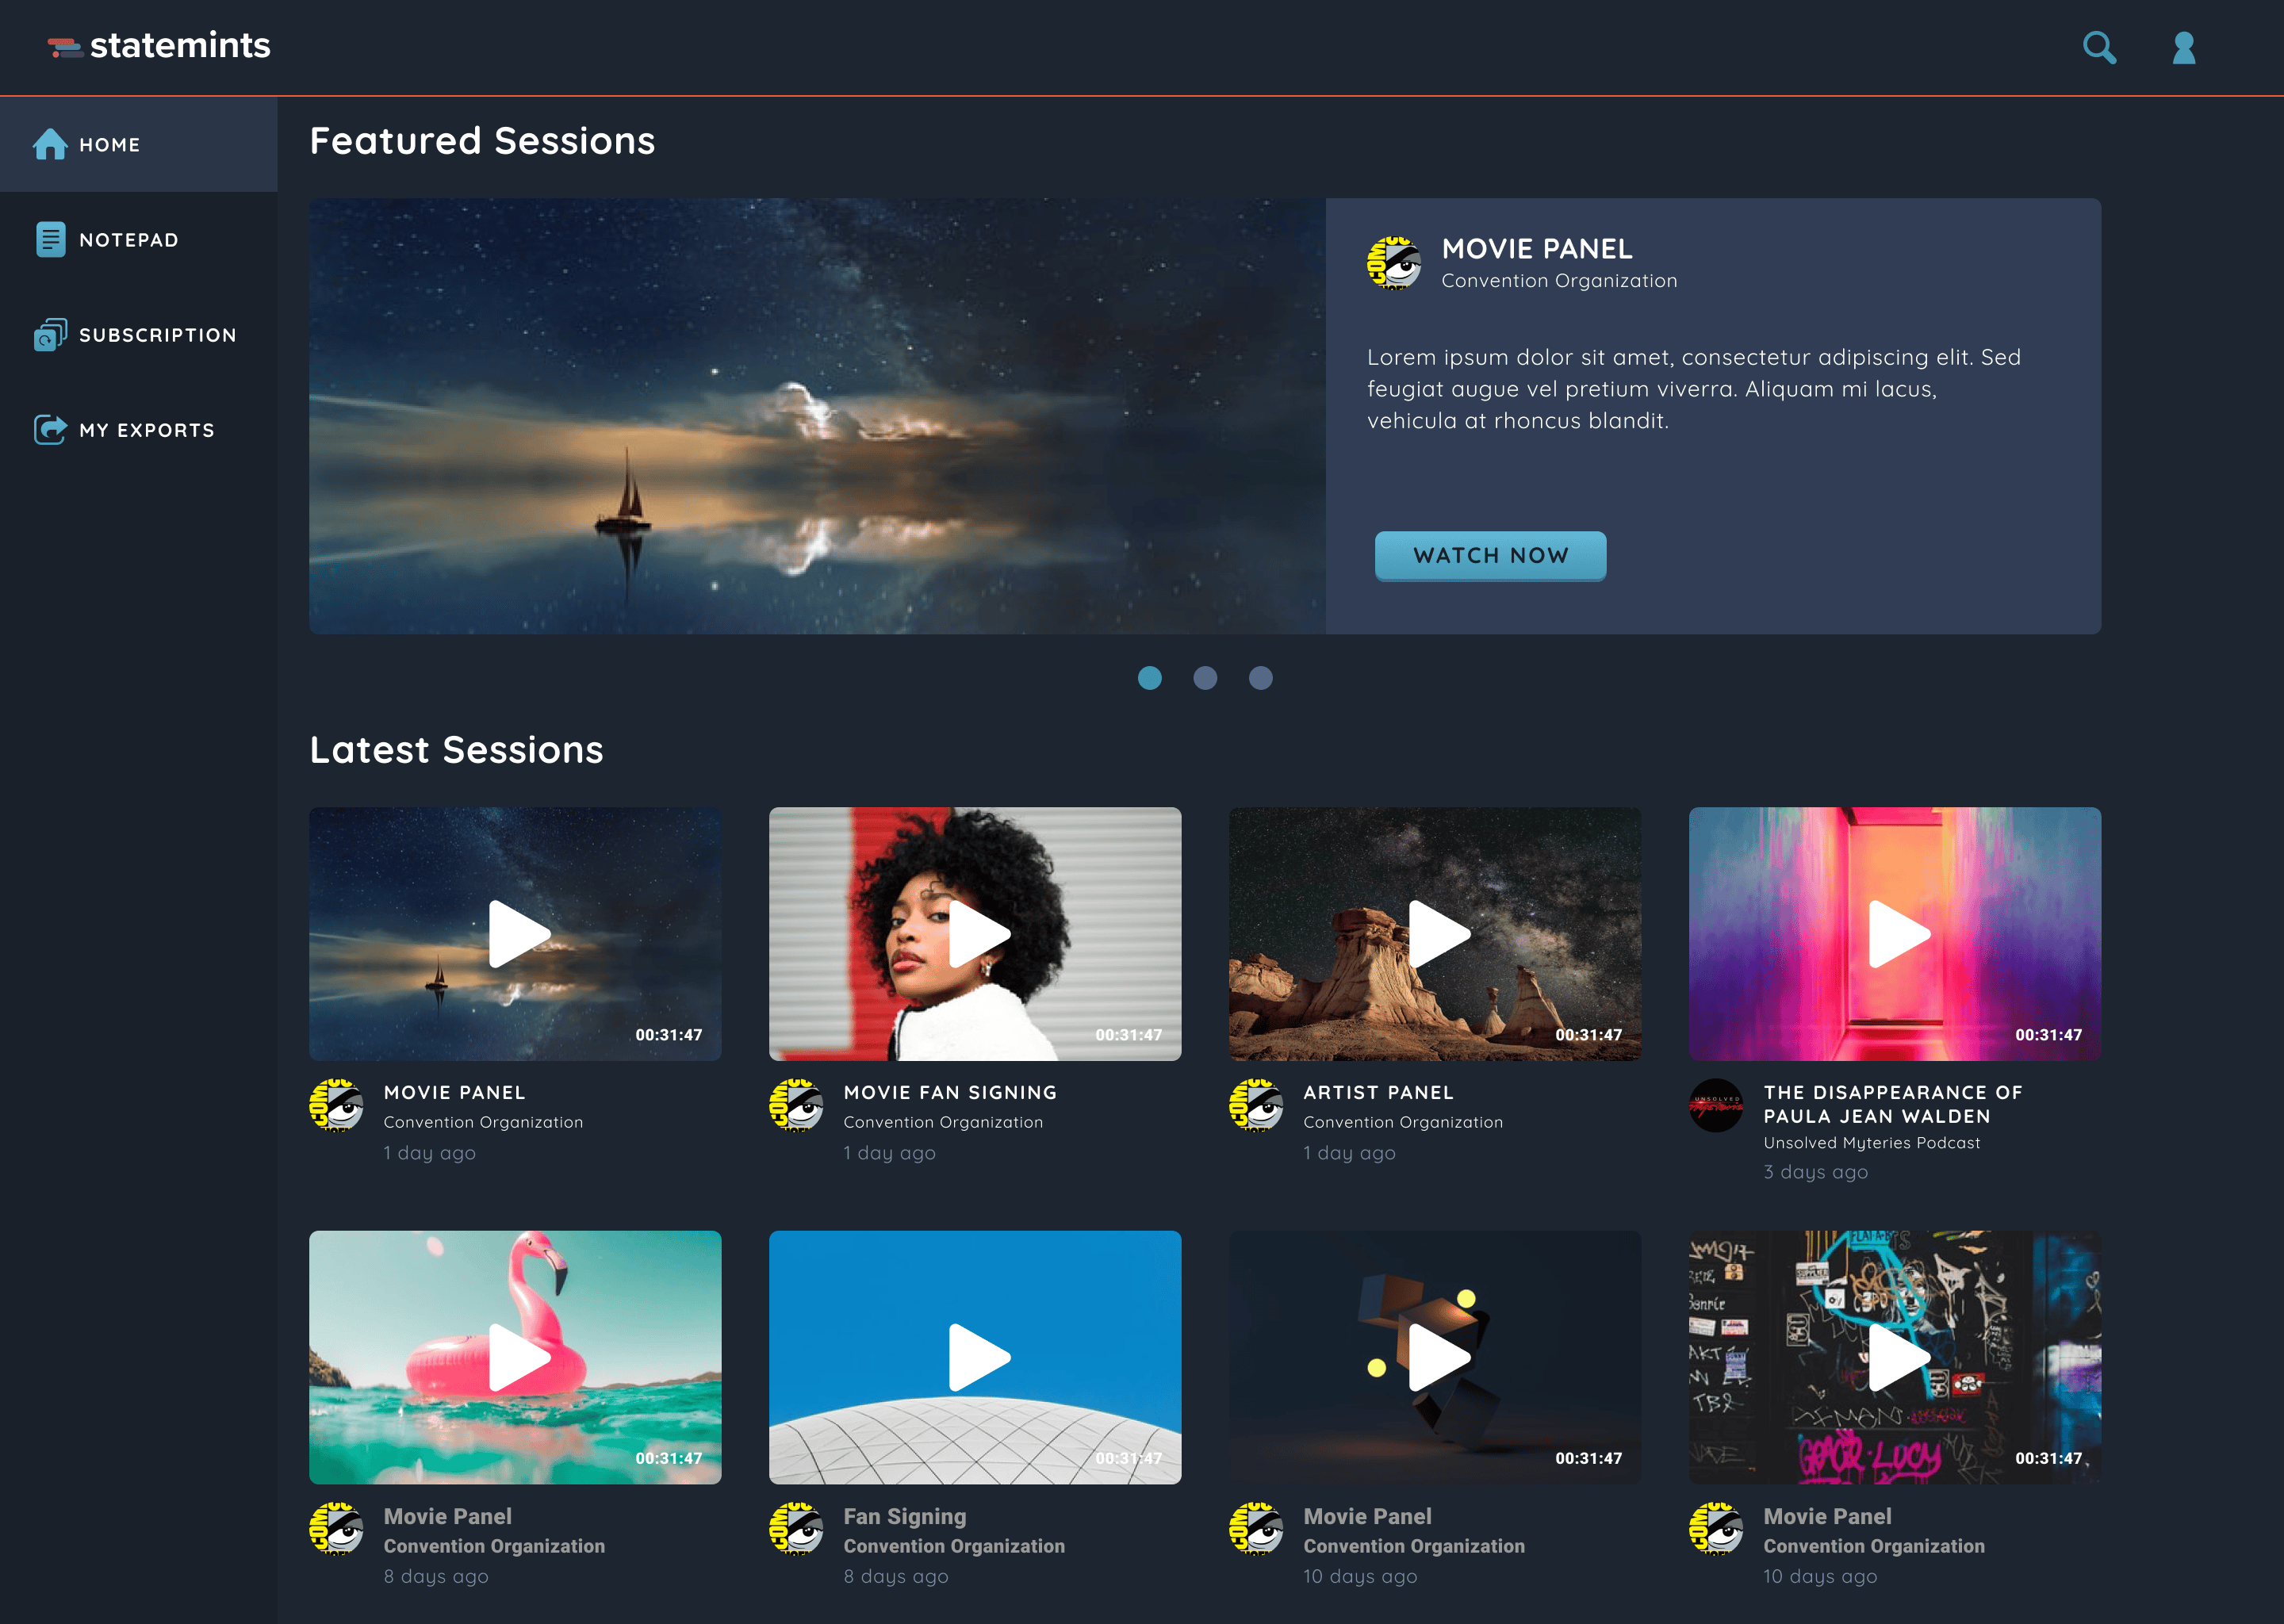 statemints
HOME
NOTEPAD
SUBSCRIPTION
MY EXPORTS
Featured Sessions
MOVIE PANEL
Convention Organization
Lorem ipsum dolor sit amet, consectetur adipiscing elit. Sed
feugiat augue vel pretium viverra. Aliquam mi lacus,
vehicula at rhoncus blandit.
WATCH NOW
Latest Sessions
00:31:47
00:31:47
00:31:47
00:31:47
MOVIE PANEL
Convention Organization
1 day ago
MOVIE FAN SIGNING
Convention Organization
1 day ago
ARTIST PANEL
Convention Organization
1 day ago
UNSOLVED
THE DISAPPEARANCE OF
PAULA JEAN WALDEN
Unsolved Myteries Podcast
3 days ago
00:31:47
00:31:47
00:31:47
LUCY
00:31:47
Movie Panel
Convention Organization
8 days ago
Fan Signing
Convention Organization
8 days ago
Movie Panel
Convention Organization
10 days ago
Movie Panel
Convention Organization
10 days ago